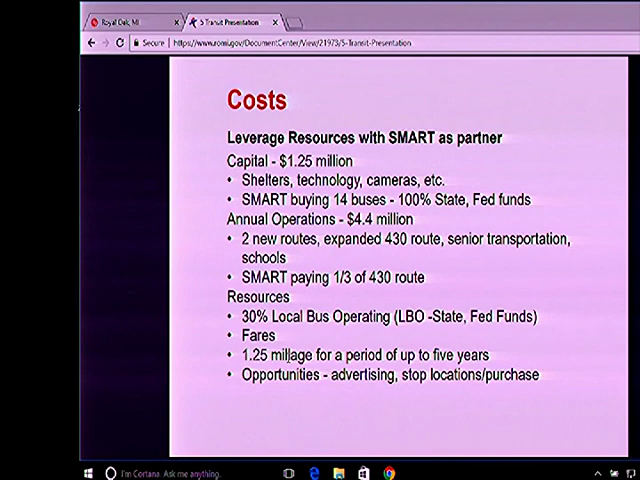 Royal Oak, MI
5 Transit Presentation
Secure
https://www.romi.gov/DocumentCenter/View/21973/5-Transit-Presentation
Costs
Leverage Resources with SMART as partner
Capital - $1.25 million
• Shelters, technology, cameras, etc.
• SMART buying 14 buses - 100% State, Fed funds
Annual Operations - $4.4 million
• 2 new routes, expanded 430 route, senior transportation,
schools
• SMART paying 1/3 of 430 route
Resources
• 30% Local Bus Operating (LBO -State, Fed Funds)
• Fares
• 1.25 millage for a period of up to five years
• Opportunities - advertising, stop locations/purchase
I'm Cortana. Ask me anything.